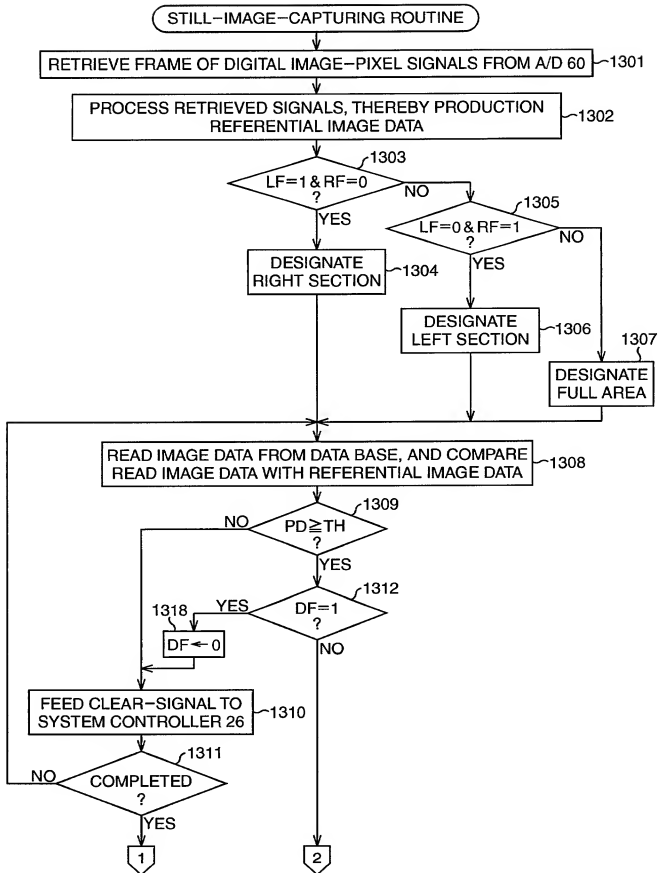 STILL-IMAGE-CAPTURING ROUTINE
RETRIEVE FRAME OF DIGITAL IMAGE-PIXEL SIGNALS FROM A/D 60
1301
PROCESS RETRIEVED SIGNALS, THEREBY PRODUCTION
REFERENTIAL IMAGE DATA
1302
1303
LF=1 & RF=0
?
NO
YES
1305
LF=0 & RF=1
?
NO
YES
DESIGNATE
RIGHT SECTION
1304
DESIGNATE
LEFT SECTION
1306
1307
DESIGNATE
FULL AREA
READ IMAGE DATA FROM DATA BASE, AND COMPARE
READ IMAGE DATA WITH REFERENTIAL IMAGE DATA
1308
1309
NO
PD≧TH
?
YES
1312
YES
DF=1
?
NO
1318
DF←0
FEED CLEAR-SIGNAL TO
SYSTEM CONTROLLER 26
1310
1311
NO
COMPLETED
?
YES
1
2